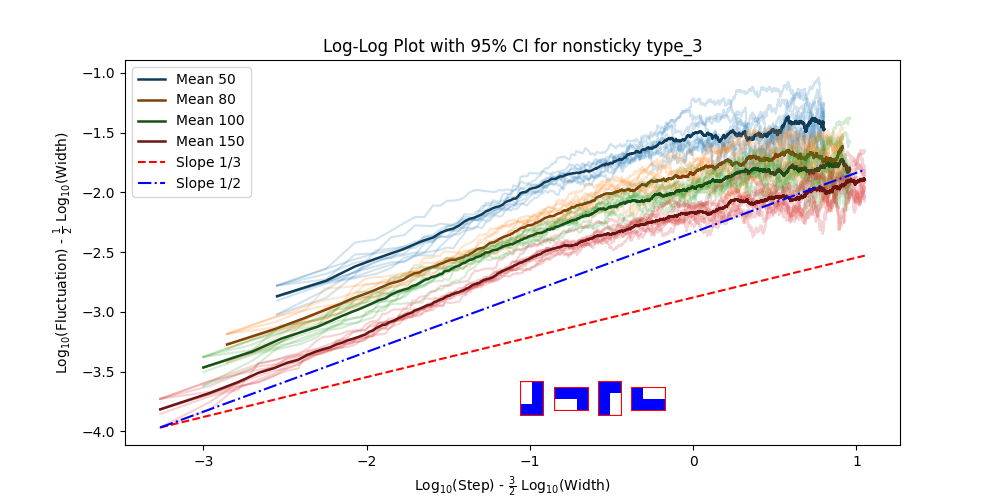 Log-Log Plot with 95% CI for nonsticky type_3
Log₁₀(Fluctuation) - 1/2 Log₁₀(Width)
−1.0
−1.5
−2.0
−2.5
−3.0
−3.5
−4.0
Mean 50
Mean 80
Mean 100
Mean 150
Slope 1/3
Slope 1/2
−3
−2
−1
0
1
Log₁₀(Step) - 3/2 Log₁₀(Width)